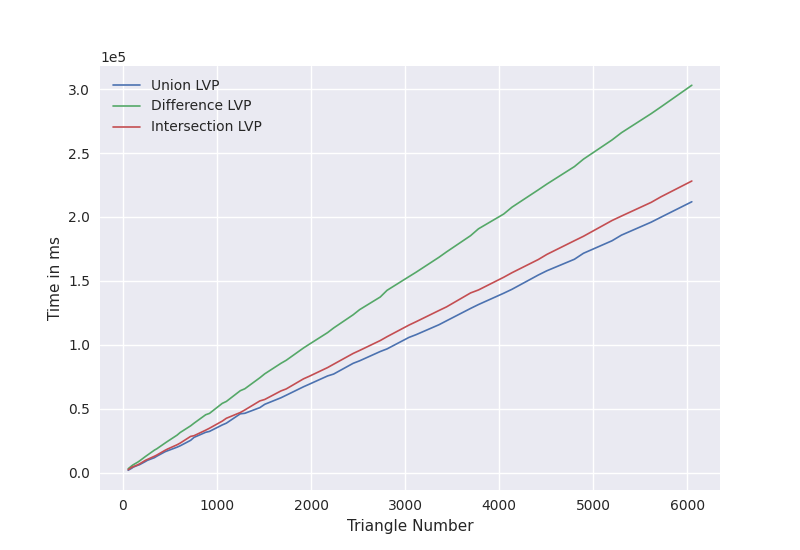 1e5
Union LVP
Difference LVP
Intersection LVP
3.0
2.5
2.0
1.5
1.0
0.5
0.0
Time in ms
0 1000 2000 3000 4000 5000 6000
Triangle Number